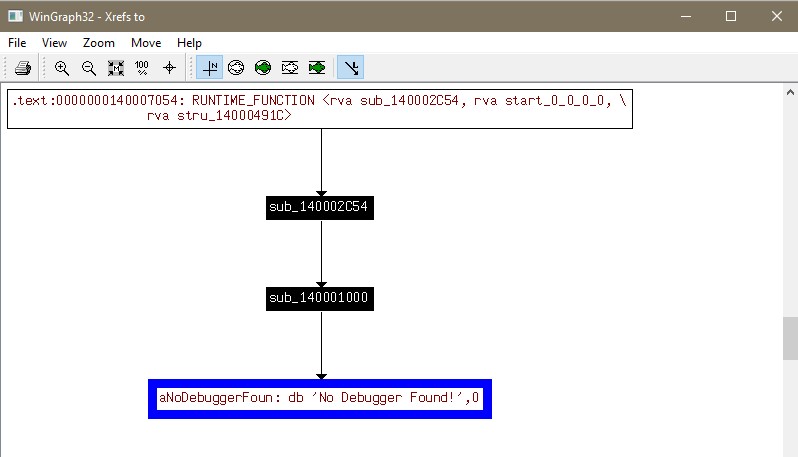 WinGraph32 - Xrefs to
File View Zoom Move Help
100
%
N
.text:0000000140007054: RUNTIME_FUNCTION <rva sub_140002C54, rva start_0_0_0_0, \
rva stru_14000491C>
sub_140002C54
sub_140001000
aNoDebuggerFoun: db 'No Debugger Found!',0